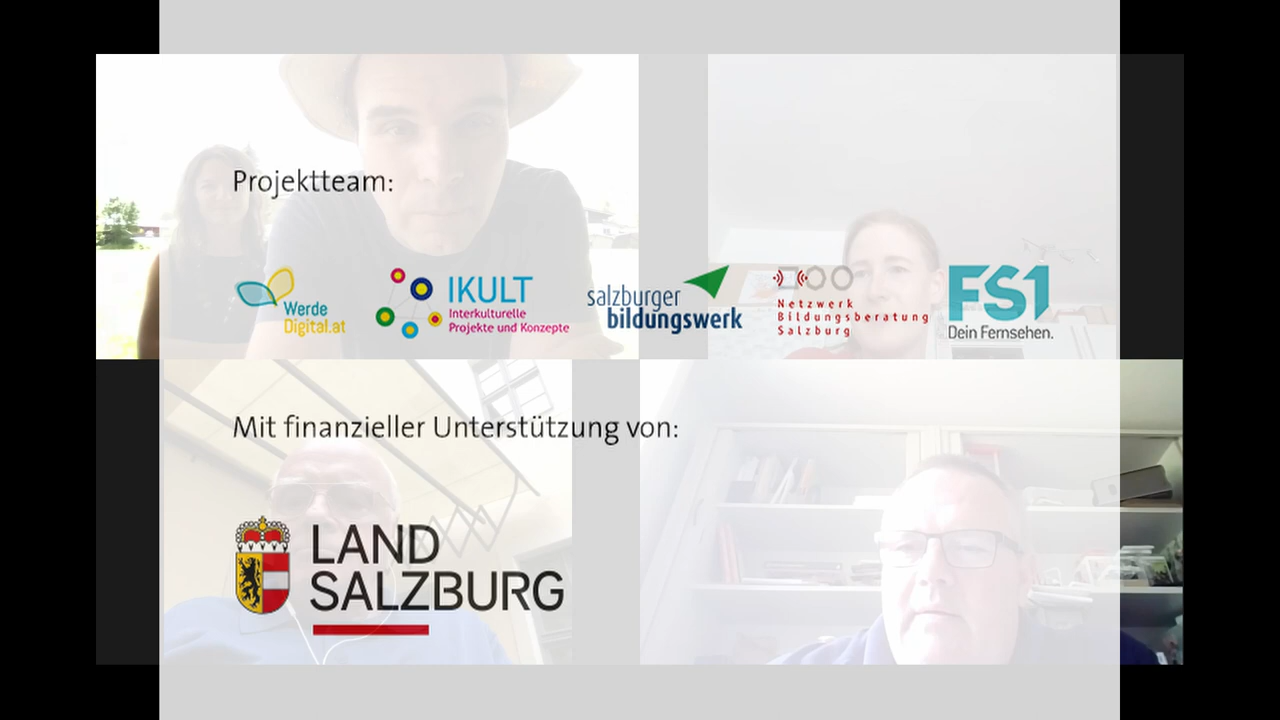 Projektteam:
Werde
Digital.at
IKULT
Interkulturelle
Projekte und Konzepte
salzburger
bildungswerk
Netzwerk
Bildungsberatung
Salzburg
FS1
Dein Fernsehen.
Mit finanzieller Unterstützung von:
LAND
SALZBURG